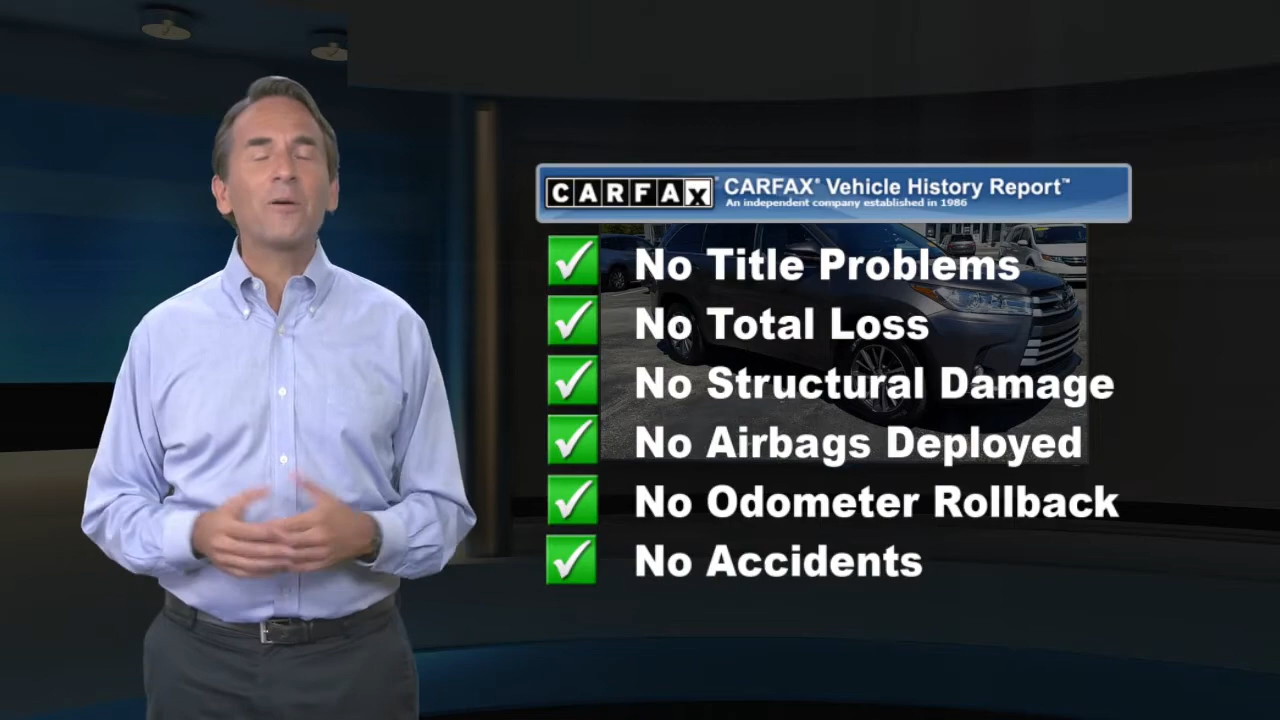 CARFAX® CARFAX® Vehicle History Report™
An independent company established in 1986
No Title Problems
No Total Loss
No Structural Damage
No Airbags Deployed
No Odometer Rollback
No Accidents